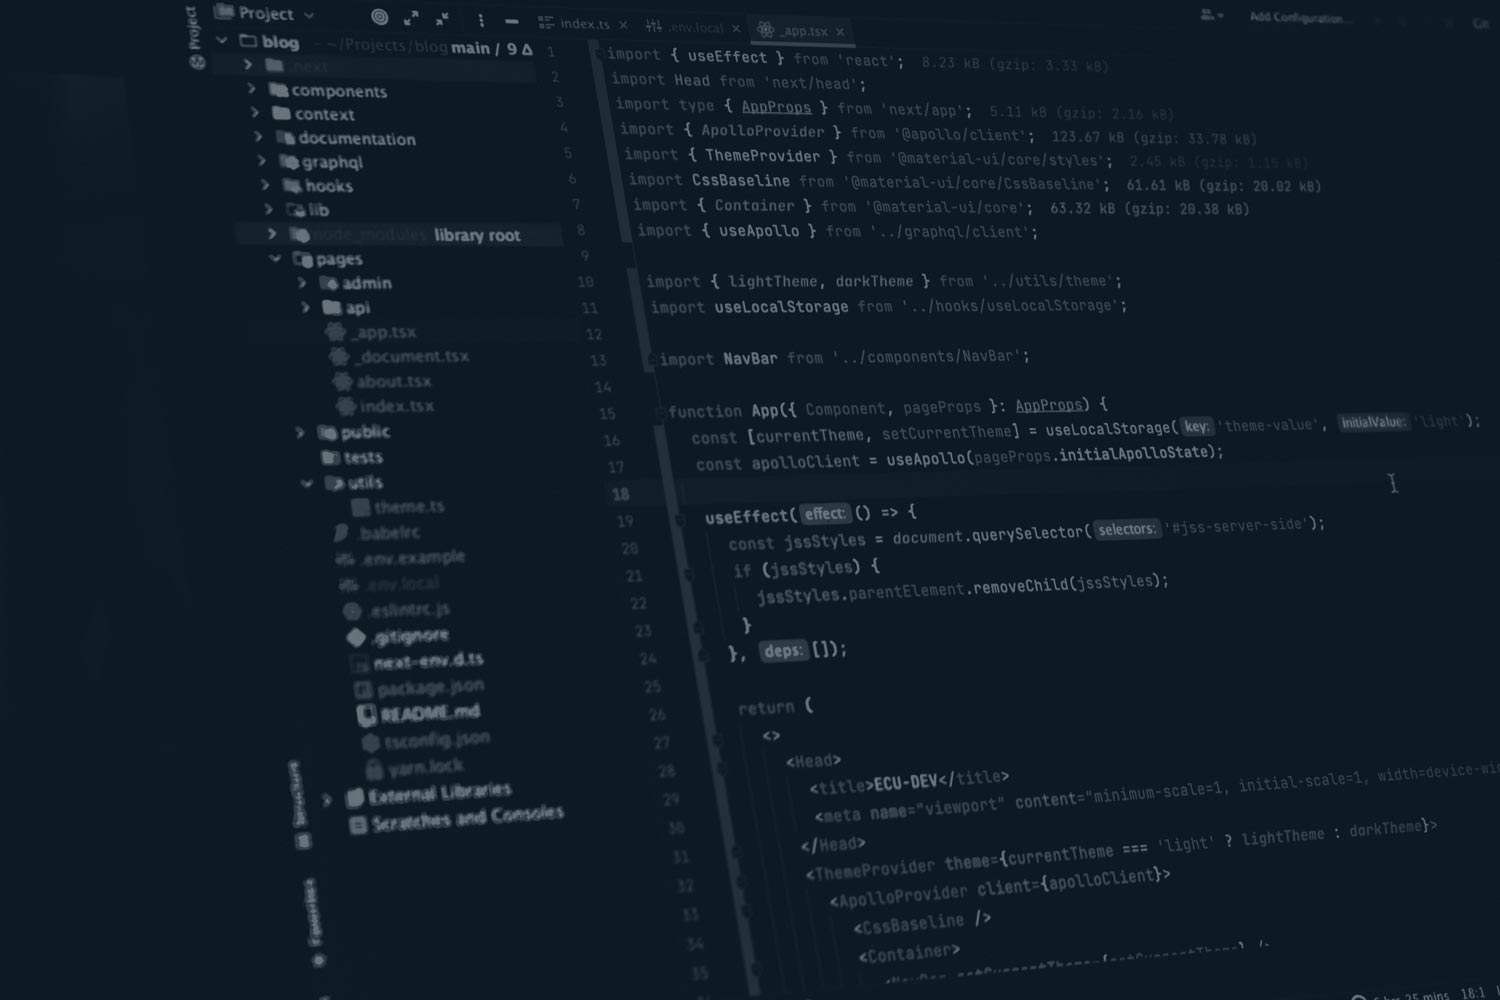 Project
Project
index.ts
.env.local
_app.tsx
Add Configuration...
Git
blog ~/Projects/blog main / 9 Δ
.next
components
context
documentation
graphql
hooks
lib
node_modules library root
pages
admin
api
_app.tsx
_document.tsx
about.tsx
index.tsx
public
tests
utils
theme.ts
.babelrc
.env.example
.env.local
.eslintrc.js
.gitignore
next-env.d.ts
package.json
README.md
tsconfig.json
yarn.lock
External Libraries
Scratches and Consoles
1 import { useEffect } from 'react'; 8.23 kB (gzip: 3.33 kB)
2 import Head from 'next/head';
3 import type { AppProps } from 'next/app'; 5.11 kB (gzip: 2.16 kB)
4 import { ApolloProvider } from '@apollo/client'; 123.67 kB (gzip: 33.78 kB)
5 import { ThemeProvider } from '@material-ui/core/styles'; 2.45 kB (gzip: 1.15 kB)
6 import CssBaseline from '@material-ui/core/CssBaseline'; 61.61 kB (gzip: 20.02 kB)
7 import { Container } from '@material-ui/core'; 63.32 kB (gzip: 20.38 kB)
8 import { useApollo } from '../graphql/client';
9
10 import { lightTheme, darkTheme } from '../utils/theme';
11 import useLocalStorage from '../hooks/useLocalStorage';
12
13 import NavBar from '../components/NavBar';
14
15 function App({ Component, pageProps }: AppProps) {
16 const [currentTheme, setCurrentTheme] = useLocalStorage( key: 'theme-value', initialValue: 'light');
17 const apolloClient = useApollo(pageProps.initialApolloState);
18
19 useEffect( effect: () => {
20 const jssStyles = document.querySelector( selectors: '#jss-server-side');
21 if (jssStyles) {
22 jssStyles.parentElement.removeChild(jssStyles);
23 }
24 }, deps: []);
25
26 return (
27 <>
28 <Head>
29 <title>ECU-DEV</title>
30 <meta name="viewport" content="minimum-scale=1, initial-scale=1, width=device-wi
31 </Head>
32 <ThemeProvider theme={currentTheme === 'light' ? lightTheme : darkTheme}>
33 <ApolloProvider client={apolloClient}>
34 <CssBaseline />
35 <Container>
25 mins 18:1